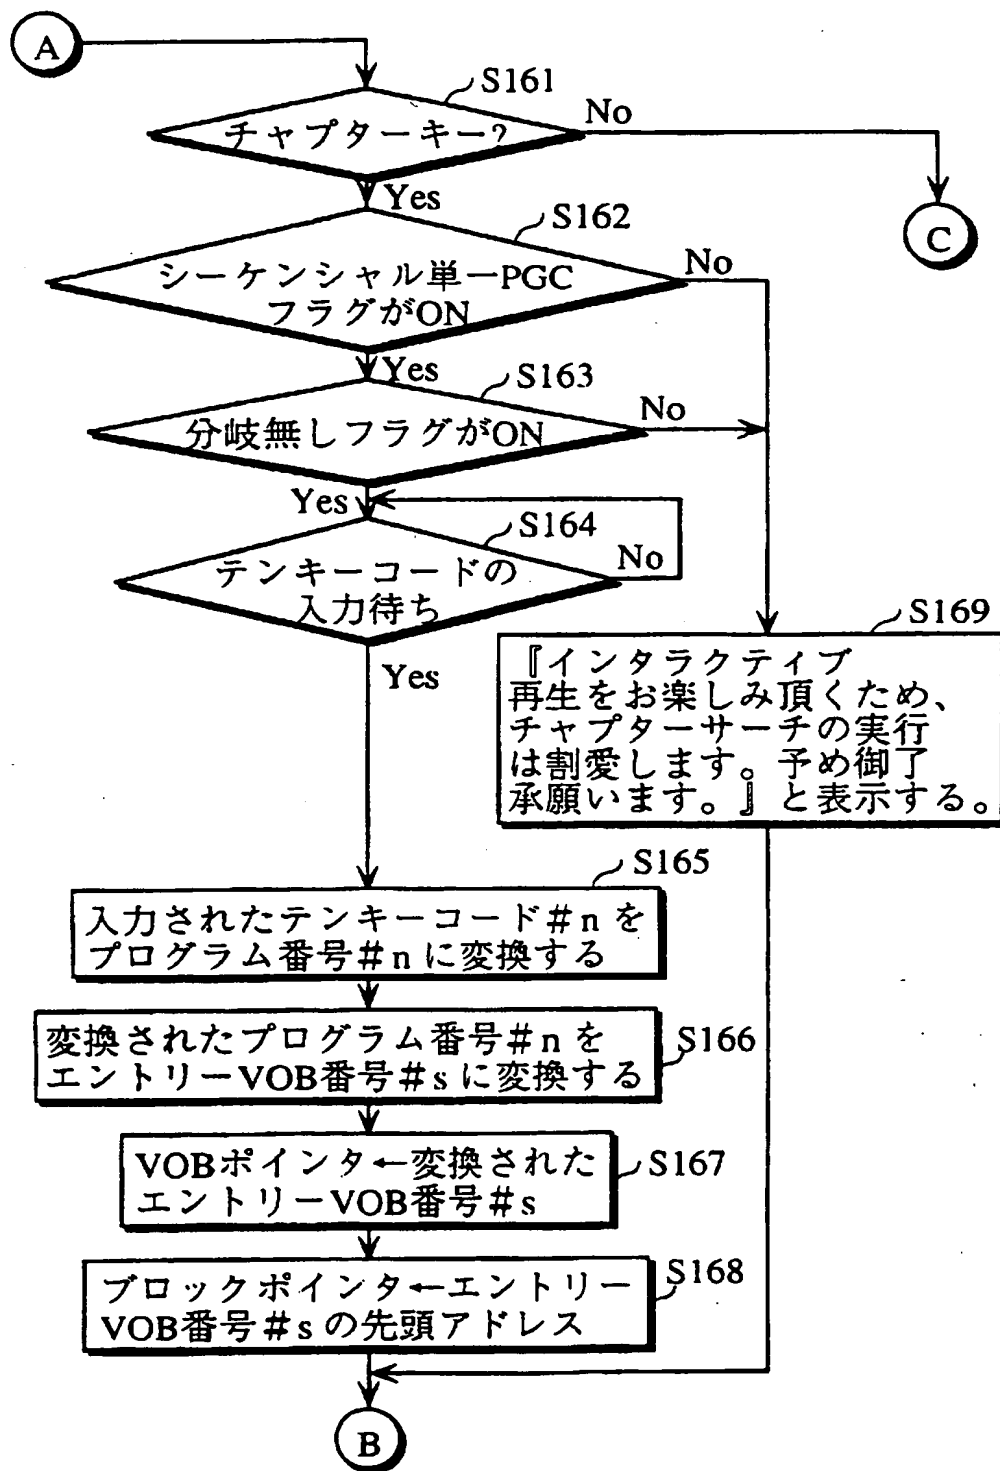 A
S161
チャプターキー?
No
Yes
C
S162
シーケンシャル単一PGC
フラグがON
No
Yes
S163
分岐無しフラグがON
No
Yes
S164
テンキーコードの
入力待ち
No
Yes
S169
『インタラクティブ
再生をお楽しみ頂くため、
チャプターサーチの実行
は割愛します。予め御了
承願います。』と表示する。
S165
入力されたテンキーコード#nを
プログラム番号#nに変換する
S166
変換されたプログラム番号#nを
エントリーVOB番号#sに変換する
S167
VOBポインタ←変換された
エントリーVOB番号#s
S168
ブロックポインタ←エントリー
VOB番号#sの先頭アドレス
B